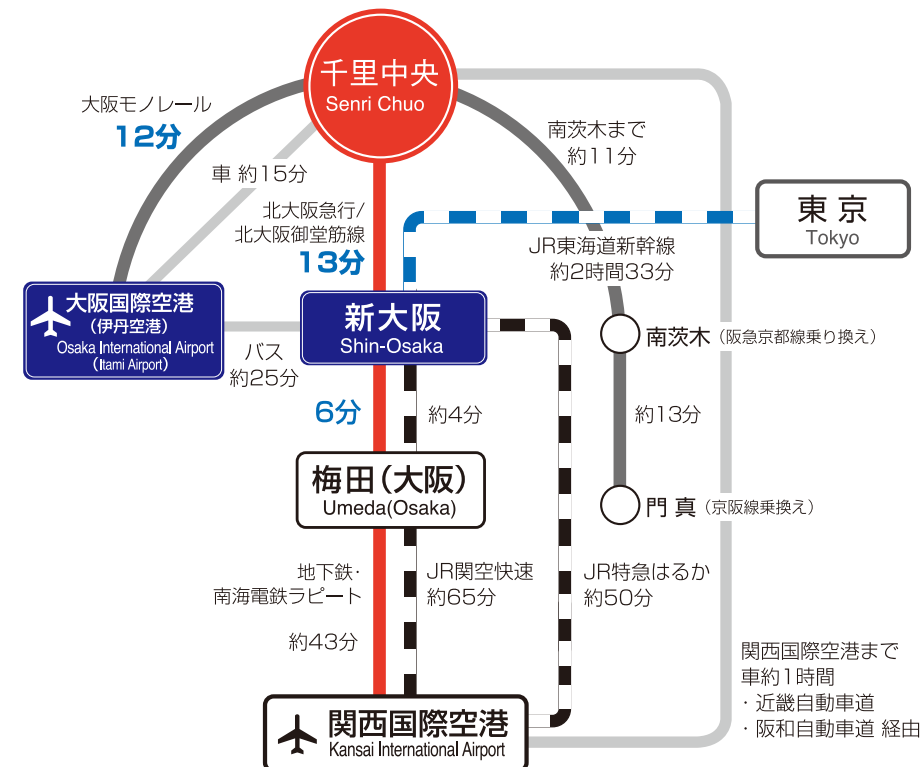 千里中央
Senri Chuo
大阪モノレール
12分
車 約15分
南茨木まで
約11分
北大阪急行/
北大阪御堂筋線
13分
東京
Tokyo
JR東海道新幹線
約2時間33分
大阪国際空港
(伊丹空港)
Osaka International Airport
(Itami Airport)
新大阪
Shin-Osaka
バス
約25分
南茨木 (阪急京都線乗り換え)
6分
約4分
約13分
梅田(大阪)
Umeda(Osaka)
門真 (京阪線乗換え)
地下鉄・
南海電鉄ラピート
約43分
JR関空快速
約65分
JR特急はるか
約50分
関西国際空港まで
車約1時間
・近畿自動車道
・阪和自動車道 経由
関西国際空港
Kansai International Airport